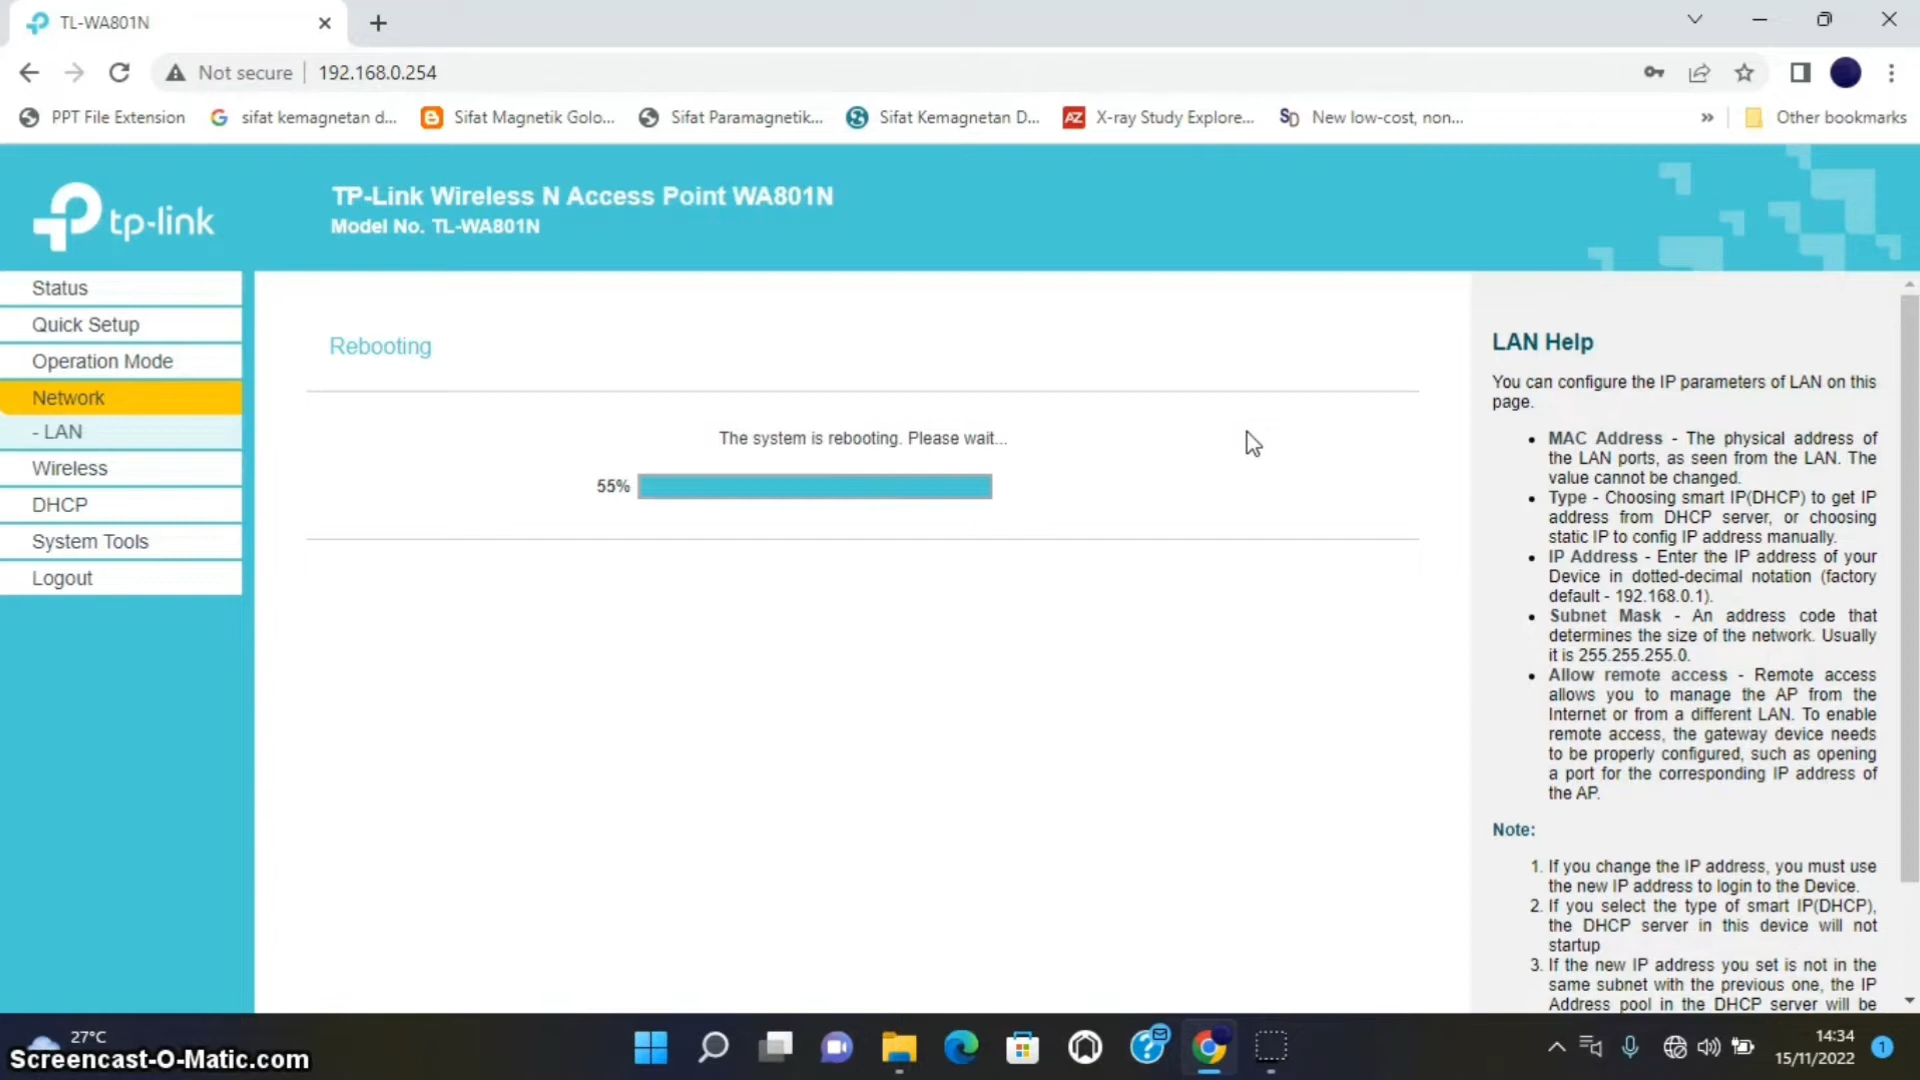 TL-WA801N
Not secure
192.168.0.254
PPT File Extension
sifat kemagnetan d...
Sifat Magnetik Golo...
Sifat Paramagnetik...
Sifat Kemagnetan D...
X-ray Study Explore...
New low-cost, non...
Other bookmarks
tp-link
TP-Link Wireless N Access Point WA801N
Model No. TL-WA801N
Status
Quick Setup
Operation Mode
Network
- LAN
Wireless
DHCP
System Tools
Logout
Rebooting
The system is rebooting. Please wait...
55%
LAN Help
You can configure the IP parameters of LAN on this
page.
• MAC Address - The physical address of
the LAN ports, as seen from the LAN. The
value cannot be changed.
• Type - Choosing smart IP(DHCP) to get IP
address from DHCP server, or choosing
static IP to config IP address manually.
• IP Address - Enter the IP address of your
Device in dotted-decimal notation (factory
default - 192.168.0.1).
• Subnet Mask - An address code that
determines the size of the network. Usually
it is 255.255.255.0.
• Allow remote access - Remote access
allows you to manage the AP from the
Internet or from a different LAN. To enable
remote access, the gateway device needs
to be properly configured, such as opening
a port for the corresponding IP address of
the AP.
Note:
1. If you change the IP address, you must use
the new IP address to login to the Device.
2. If you select the type of smart IP(DHCP),
the DHCP server in this device will not
startup
3. If the new IP address you set is not in the
same subnet with the previous one, the IP
Address pool in the DHCP server will be
27°C
Screencast-O-Matic.com
14:34
15/11/2022
1